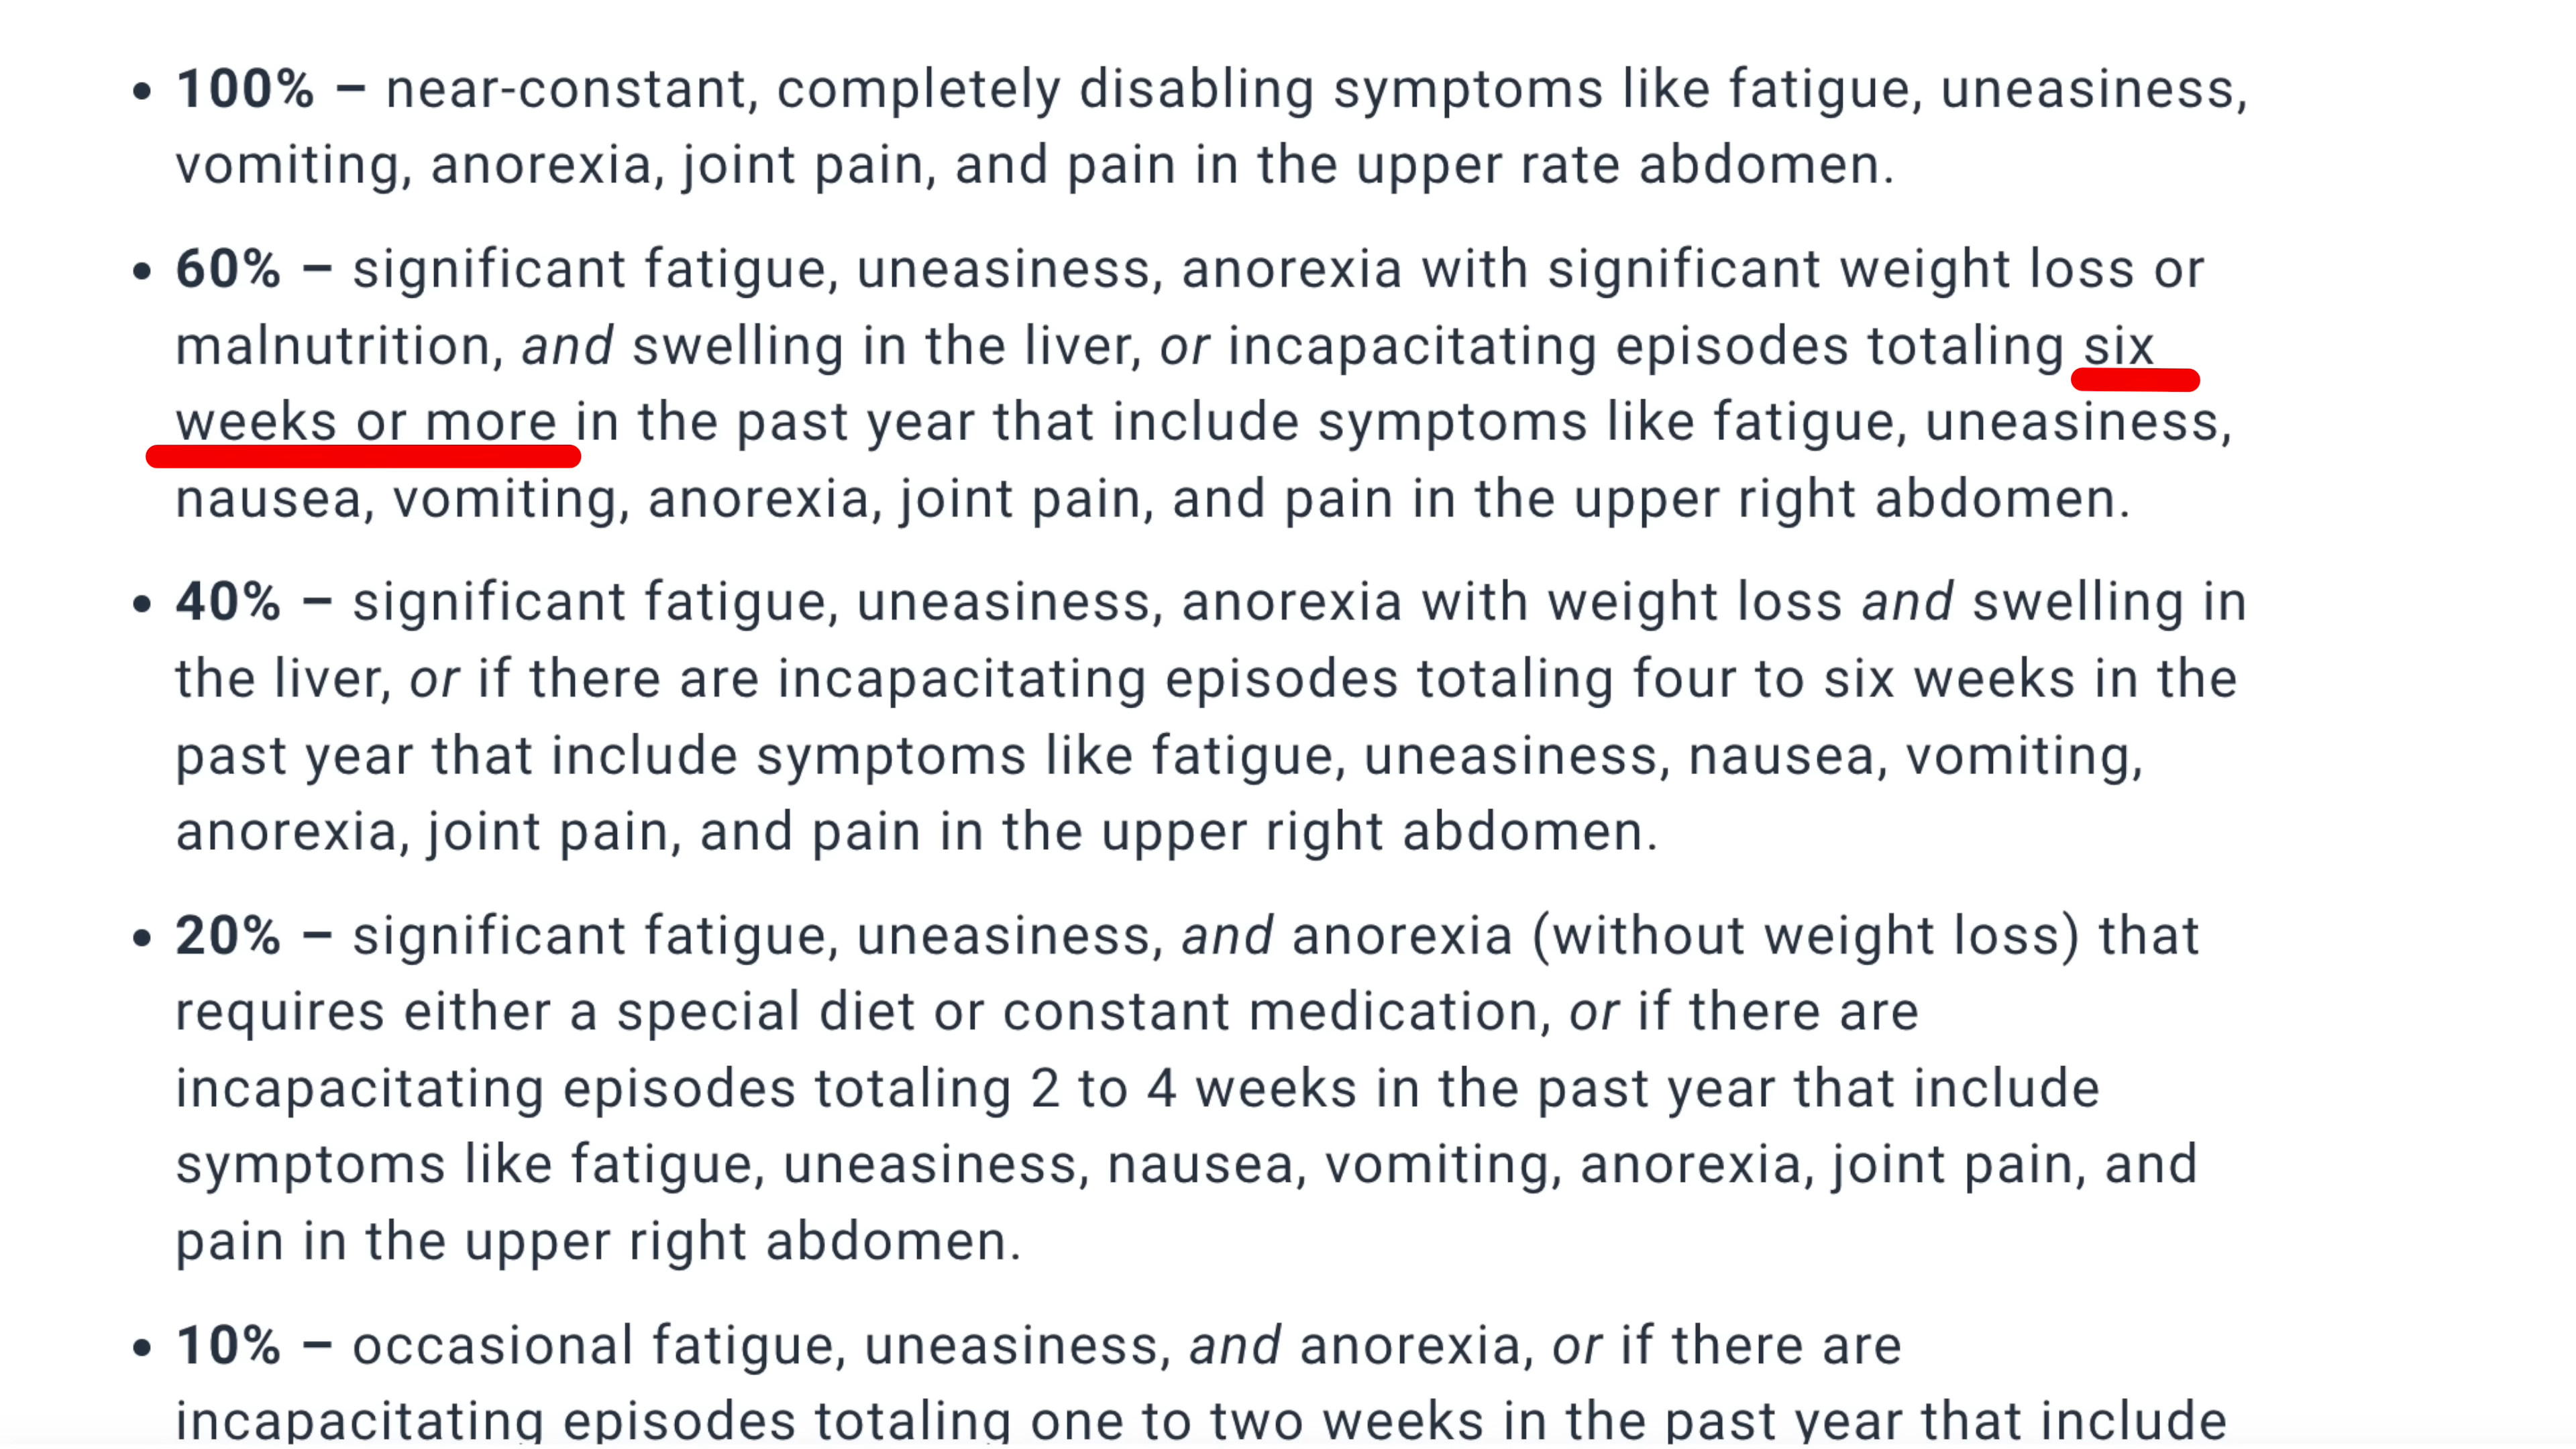 • 100% – near-constant, completely disabling symptoms like fatigue, uneasiness,
vomiting, anorexia, joint pain, and pain in the upper rate abdomen.
• 60% – significant fatigue, uneasiness, anorexia with significant weight loss or
malnutrition, and swelling in the liver, or incapacitating episodes totaling six
weeks or more in the past year that include symptoms like fatigue, uneasiness,
nausea, vomiting, anorexia, joint pain, and pain in the upper right abdomen.
• 40% – significant fatigue, uneasiness, anorexia with weight loss and swelling in
the liver, or if there are incapacitating episodes totaling four to six weeks in the
past year that include symptoms like fatigue, uneasiness, nausea, vomiting,
anorexia, joint pain, and pain in the upper right abdomen.
• 20% – significant fatigue, uneasiness, and anorexia (without weight loss) that
requires either a special diet or constant medication, or if there are
incapacitating episodes totaling 2 to 4 weeks in the past year that include
symptoms like fatigue, uneasiness, nausea, vomiting, anorexia, joint pain, and
pain in the upper right abdomen.
• 10% – occasional fatigue, uneasiness, and anorexia, or if there are
incapacitating episodes totaling one to two weeks in the past year that include